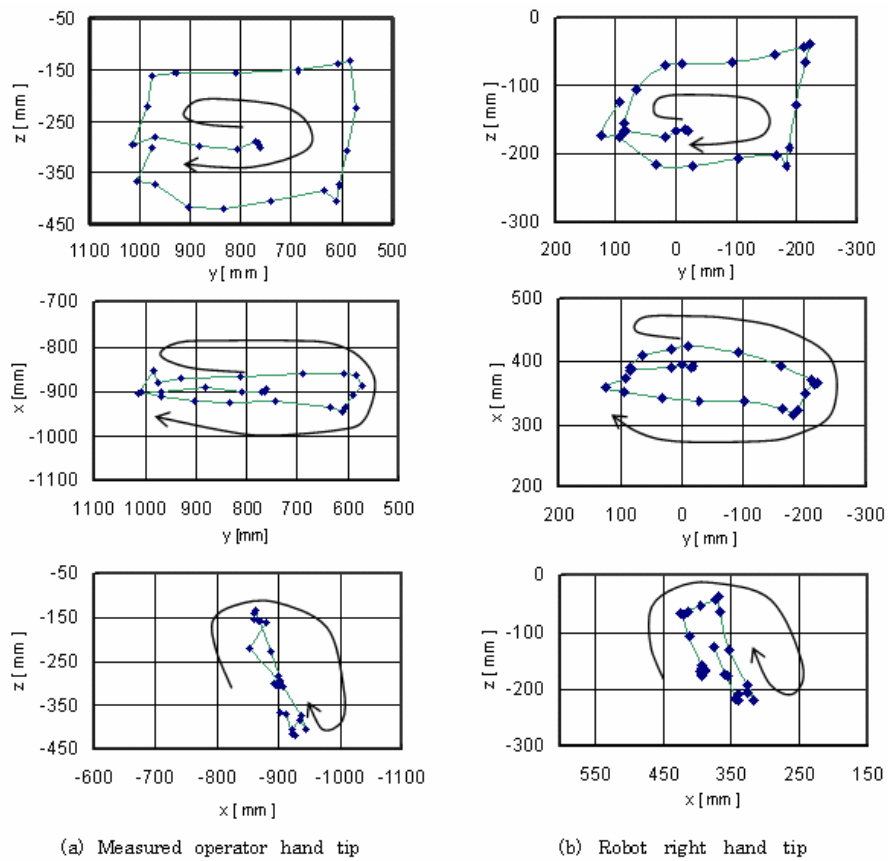 -50
-150
-250
-350
-450
z [ mm ]
1100 1000 900 800 700 600 500
y [ mm ]
0
-100
-200
-300
z [ mm ]
200 100 0 -100 -200 -300
y [ mm ]
-700
-800
-900
-1000
-1100
x [ mm ]
1100 1000 900 800 700 600 500
y [mm]
500
400
300
200
x [ mm ]
200 100 0 -100 -200 -300
y [ mm ]
-50
-150
-250
-350
-450
z [ mm ]
-600 -700 -800 -900 -1000 -1100
x [ mm ]
0
-100
-200
-300
z [ mm ]
550 450 350 250 150
x [ mm ]
(a) Measured operator hand tip
(b) Robot right hand tip